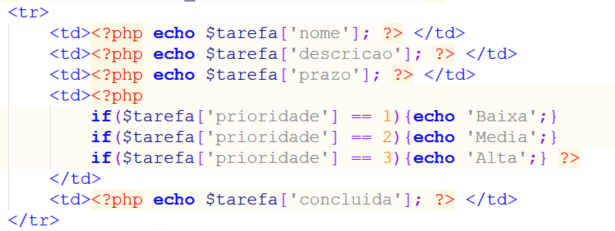 <tr>
<td><?php echo $tarefa['nome']; ?> </td>
<td><?php echo $tarefa['descricao']; ?> </td>
<td><?php echo $tarefa['prazo']; ?> </td>
<td><?php
if($tarefa['prioridade'] == 1){echo 'Baixa';}
if($tarefa['prioridade'] == 2){echo 'Media';}
if($tarefa['prioridade'] == 3){echo 'Alta';} ?>
</td>
<td><?php echo $tarefa['concluida']; ?> </td>
</tr>